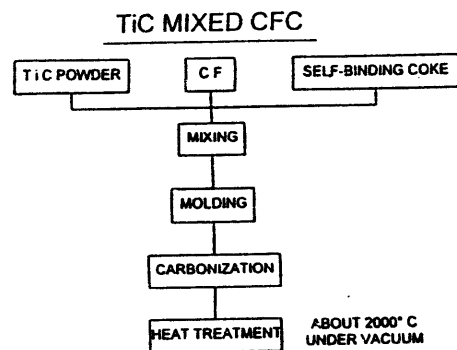 TiC MIXED CFC
TiC POWDER
CF
SELF-BINDING COKE
MIXING
MOLDING
CARBONIZATION
HEAT TREATMENT
ABOUT 2000° C
UNDER VACUUM